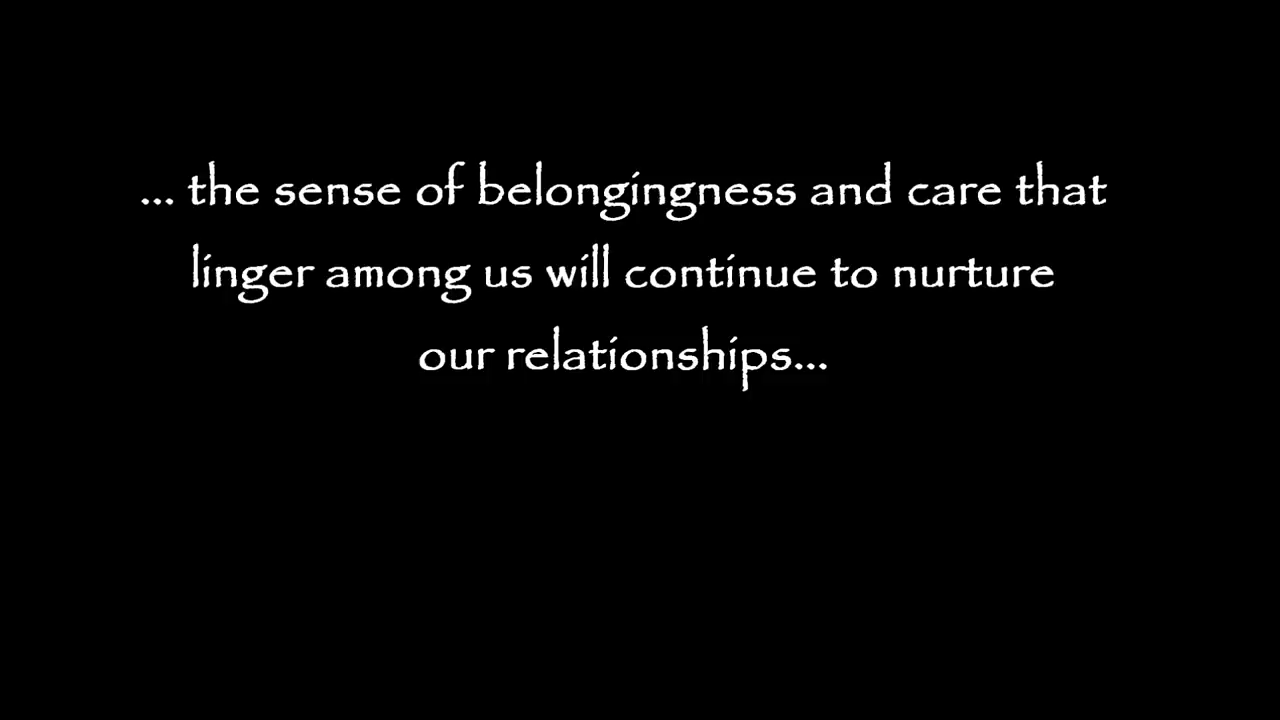 ... the sense of belongingness and care that
linger among us will continue to nurture
our relationships...